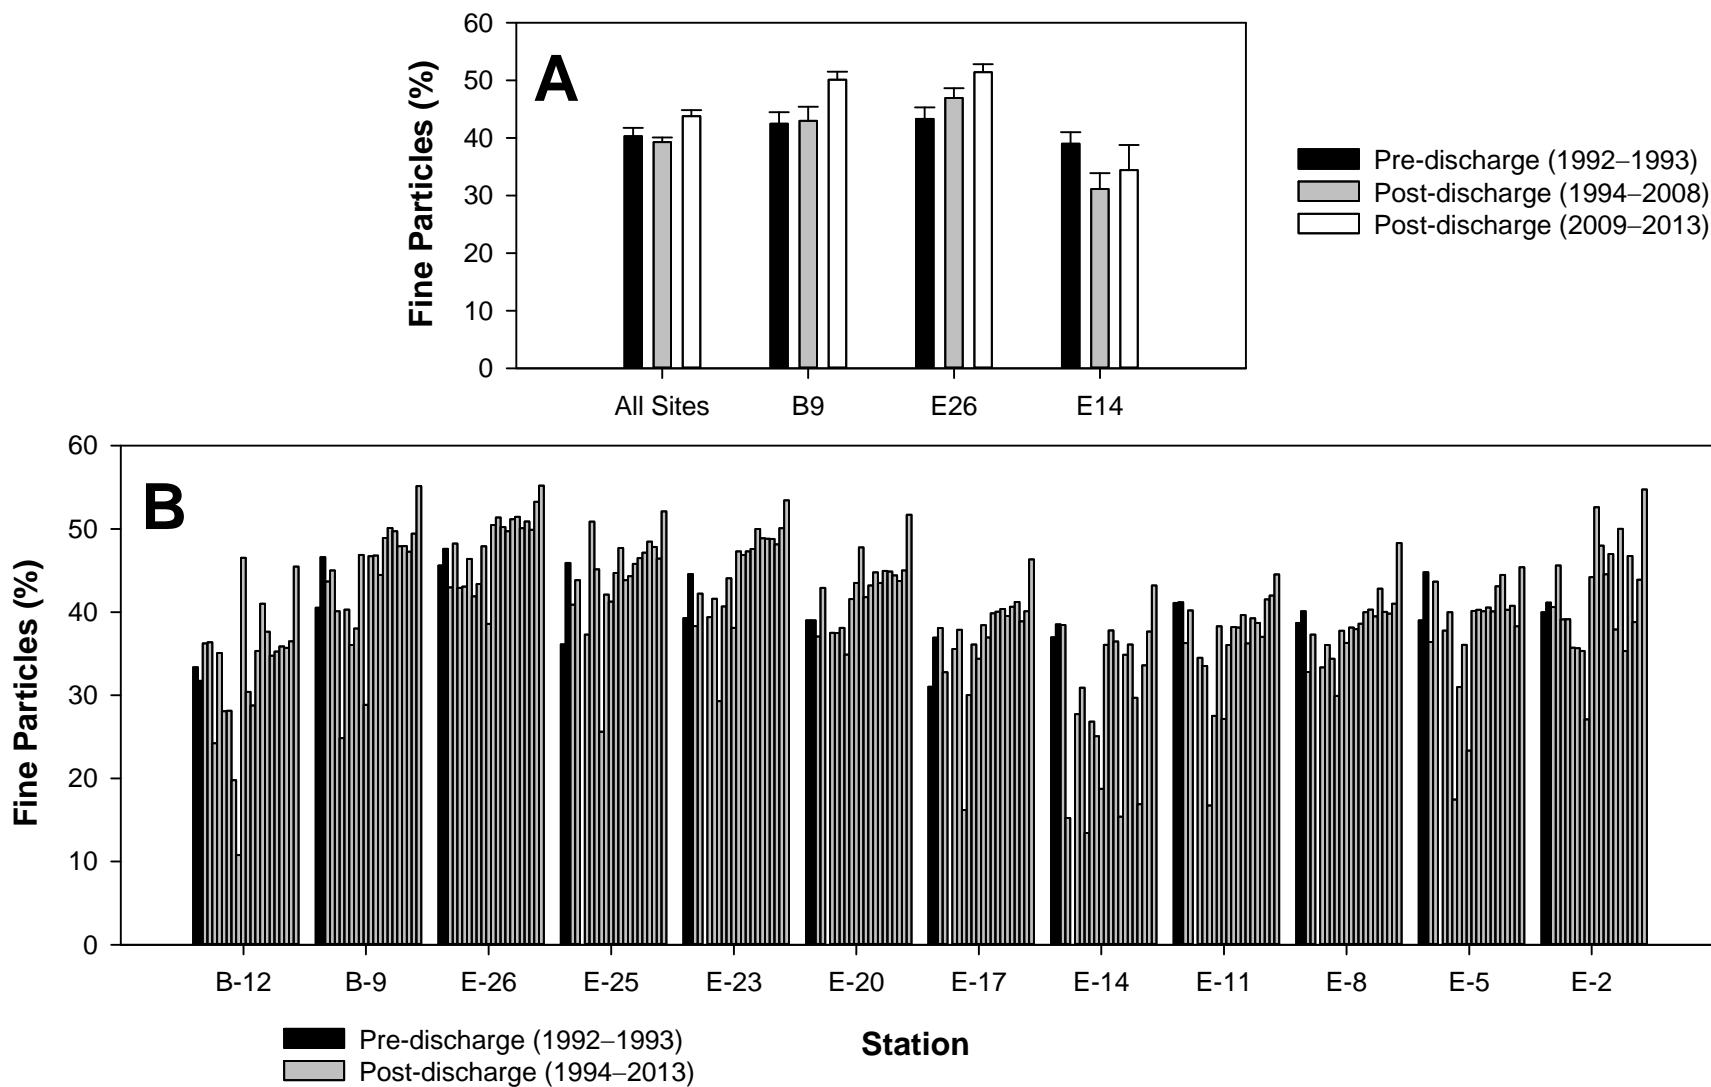 A
Fine Particles (%)
60
50
40
30
20
10
0
All Sites B9 E26 E14
Pre-discharge (1992–1993)
Post-discharge (1994–2008)
Post-discharge (2009–2013)
B
Fine Particles (%)
60
50
40
30
20
10
0
B-12 B-9 E-26 E-25 E-23 E-20 E-17 E-14 E-11 E-8 E-5 E-2
Station
Pre-discharge (1992–1993)
Post-discharge (1994–2013)